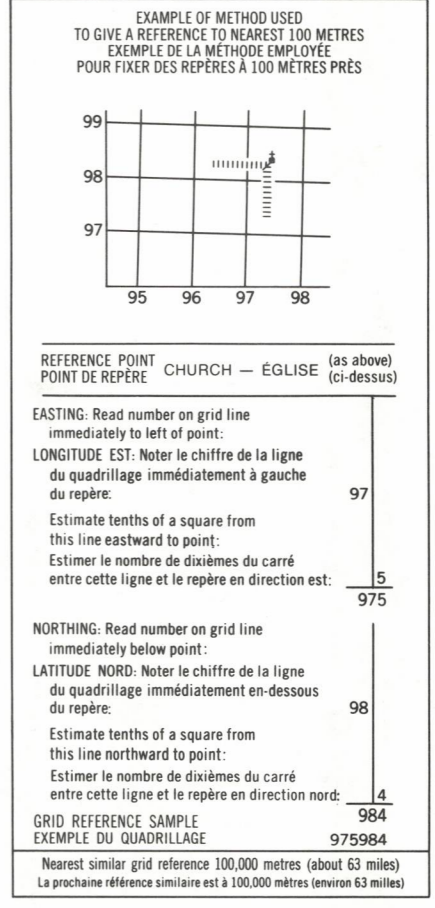 EXAMPLE OF METHOD USED
TO GIVE A REFERENCE TO NEAREST 100 METRES
EXEMPLE DE LA MÉTHODE EMPLOYÉE
POUR FIXER DES REPÈRES À 100 MÈTRES PRÈS
99
98
97
95 96 97 98
REFERENCE POINT
POINT DE REPÈRE
CHURCH — ÉGLISE
(as above)
(ci-dessus)
EASTING: Read number on grid line
immediately to left of point:
LONGITUDE EST: Noter le chiffre de la ligne
du quadrillage immédiatement à gauche
du repère: 97
Estimate tenths of a square from
this line eastward to point:
Estimer le nombre de dixièmes du carré
entre cette ligne et le repère en direction est: 5
975
NORTHING: Read number on grid line
immediately below point:
LATITUDE NORD: Noter le chiffre de la ligne
du quadrillage immédiatement en-dessous
du repère: 98
Estimate tenths of a square from
this line northward to point:
Estimer le nombre de dixièmes du carré
entre cette ligne et le repère en direction nord: 4
984
GRID REFERENCE SAMPLE
EXEMPLE DU QUADRILLAGE 975984
Nearest similar grid reference 100,000 metres (about 63 miles)
La prochaine référence similaire est à 100,000 mètres (environ 63 milles)